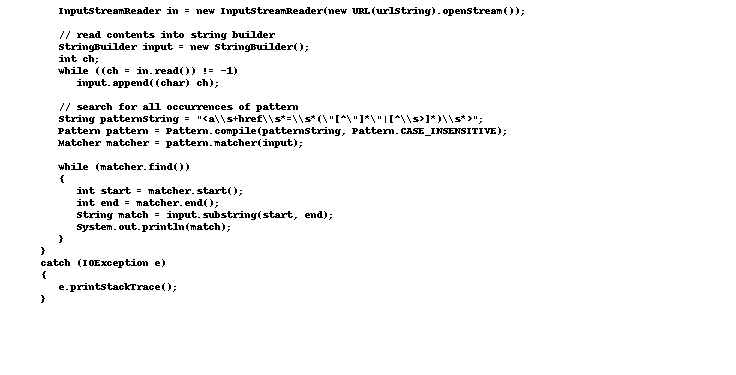 InputStreamReader in = new InputStreamReader(new URL(urlString).openStream());
// read contents into string builder
StringBuilder input = new StringBuilder();
int ch;
while ((ch = in.read()) != -1)
input.append((char) ch);
// search for all occurrences of pattern
String patternString = "<a\\s+href\\s*=\\s*(\"[^\"]*\"|[^\\s>]*)\\s*>";
Pattern pattern = Pattern.compile(patternString, Pattern.CASE_INSENSITIVE);
Matcher matcher = pattern.matcher(input);
while (matcher.find())
{
int start = matcher.start();
int end = matcher.end();
String match = input.substring(start, end);
System.out.println(match);
}
}
catch (IOException e)
{
e.printStackTrace();
}